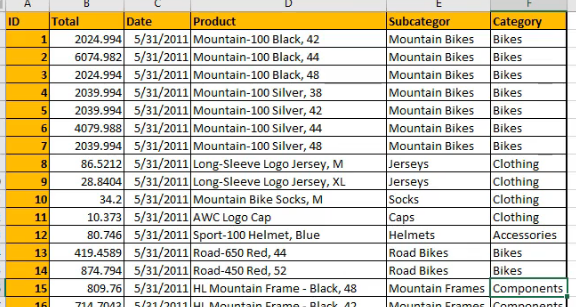 A B C D E F
ID Total Date Product Subcategor Category
1 2024.994 5/31/2011 Mountain-100 Black, 42 Mountain Bikes Bikes
2 6074.982 5/31/2011 Mountain-100 Black, 44 Mountain Bikes Bikes
3 2024.994 5/31/2011 Mountain-100 Black, 48 Mountain Bikes Bikes
4 2039.994 5/31/2011 Mountain-100 Silver, 38 Mountain Bikes Bikes
5 2039.994 5/31/2011 Mountain-100 Silver, 42 Mountain Bikes Bikes
6 4079.988 5/31/2011 Mountain-100 Silver, 44 Mountain Bikes Bikes
7 2039.994 5/31/2011 Mountain-100 Silver, 48 Mountain Bikes Bikes
8 86.5212 5/31/2011 Long-Sleeve Logo Jersey, M Jerseys Clothing
9 28.8404 5/31/2011 Long-Sleeve Logo Jersey, XL Jerseys Clothing
10 34.2 5/31/2011 Mountain Bike Socks, M Socks Clothing
11 10.373 5/31/2011 AWC Logo Cap Caps Clothing
12 80.746 5/31/2011 Sport-100 Helmet, Blue Helmets Accessories
13 419.4589 5/31/2011 Road-650 Red, 44 Road Bikes Bikes
14 874.794 5/31/2011 Road-450 Red, 52 Road Bikes Bikes
15 809.76 5/31/2011 HL Mountain Frame - Black, 48 Mountain Frames Components
16 714.7043 5/31/2011 HL Mountain Frame - Black, 42 Mountain Frames Components